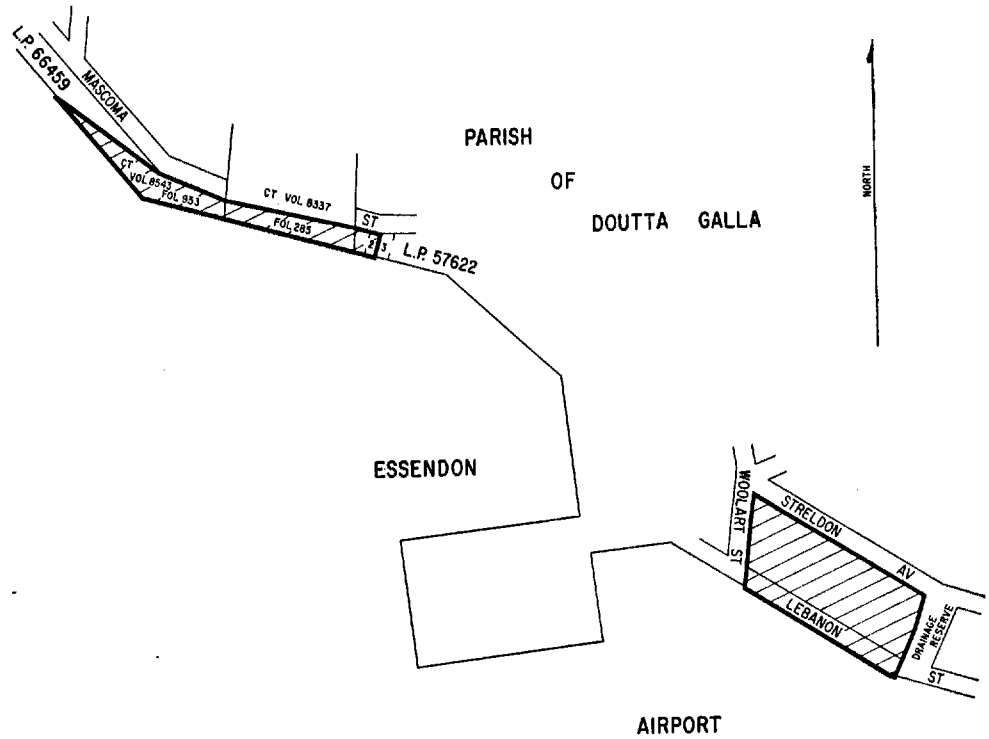 L.P. 66459
MASCOMA
PARISH
OF
DOUTTA GALLA
NORTH
CT
VOL 8543
FOL 953
CT VOL 8337
FOL 285
ST
2 3
L.P. 57622
ESSENDON
WOOLART ST
STRELDON AV
LEBANON ST
DRAINAGE RESERVE
AIRPORT